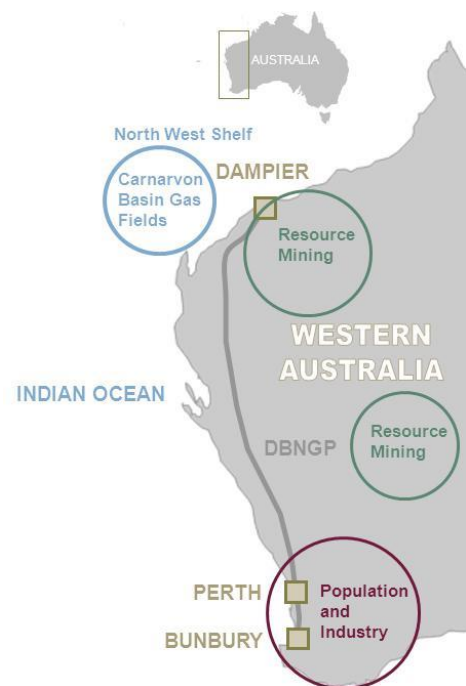 AUSTRALIA
North West Shelf
DAMPIER
Carnarvon
Basin Gas
Fields
Resource
Mining
WESTERN
AUSTRALIA
INDIAN OCEAN
DBNGP
Resource
Mining
PERTH
Population
and
Industry
BUNBURY